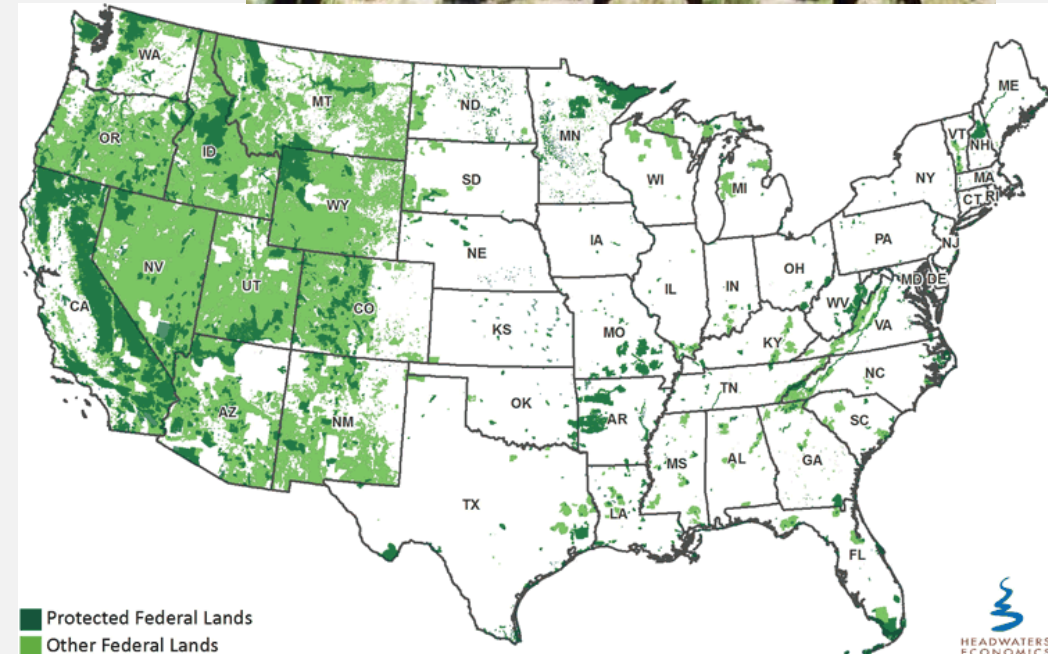 WA
MT
ND
MN
ME
OR
ID
VT
NH
SD
WI
MI
NY
MA
CT RI
WY
NE
IA
PA
NJ
NV
UT
CO
IL
IN
OH
MD DE
CA
WV
VA
KS
MO
KY
AZ
NM
OK
AR
TN
NC
SC
MS
AL
GA
TX
LA
FL
Protected Federal Lands
Other Federal Lands
HEADWATERS
ECONOMICS